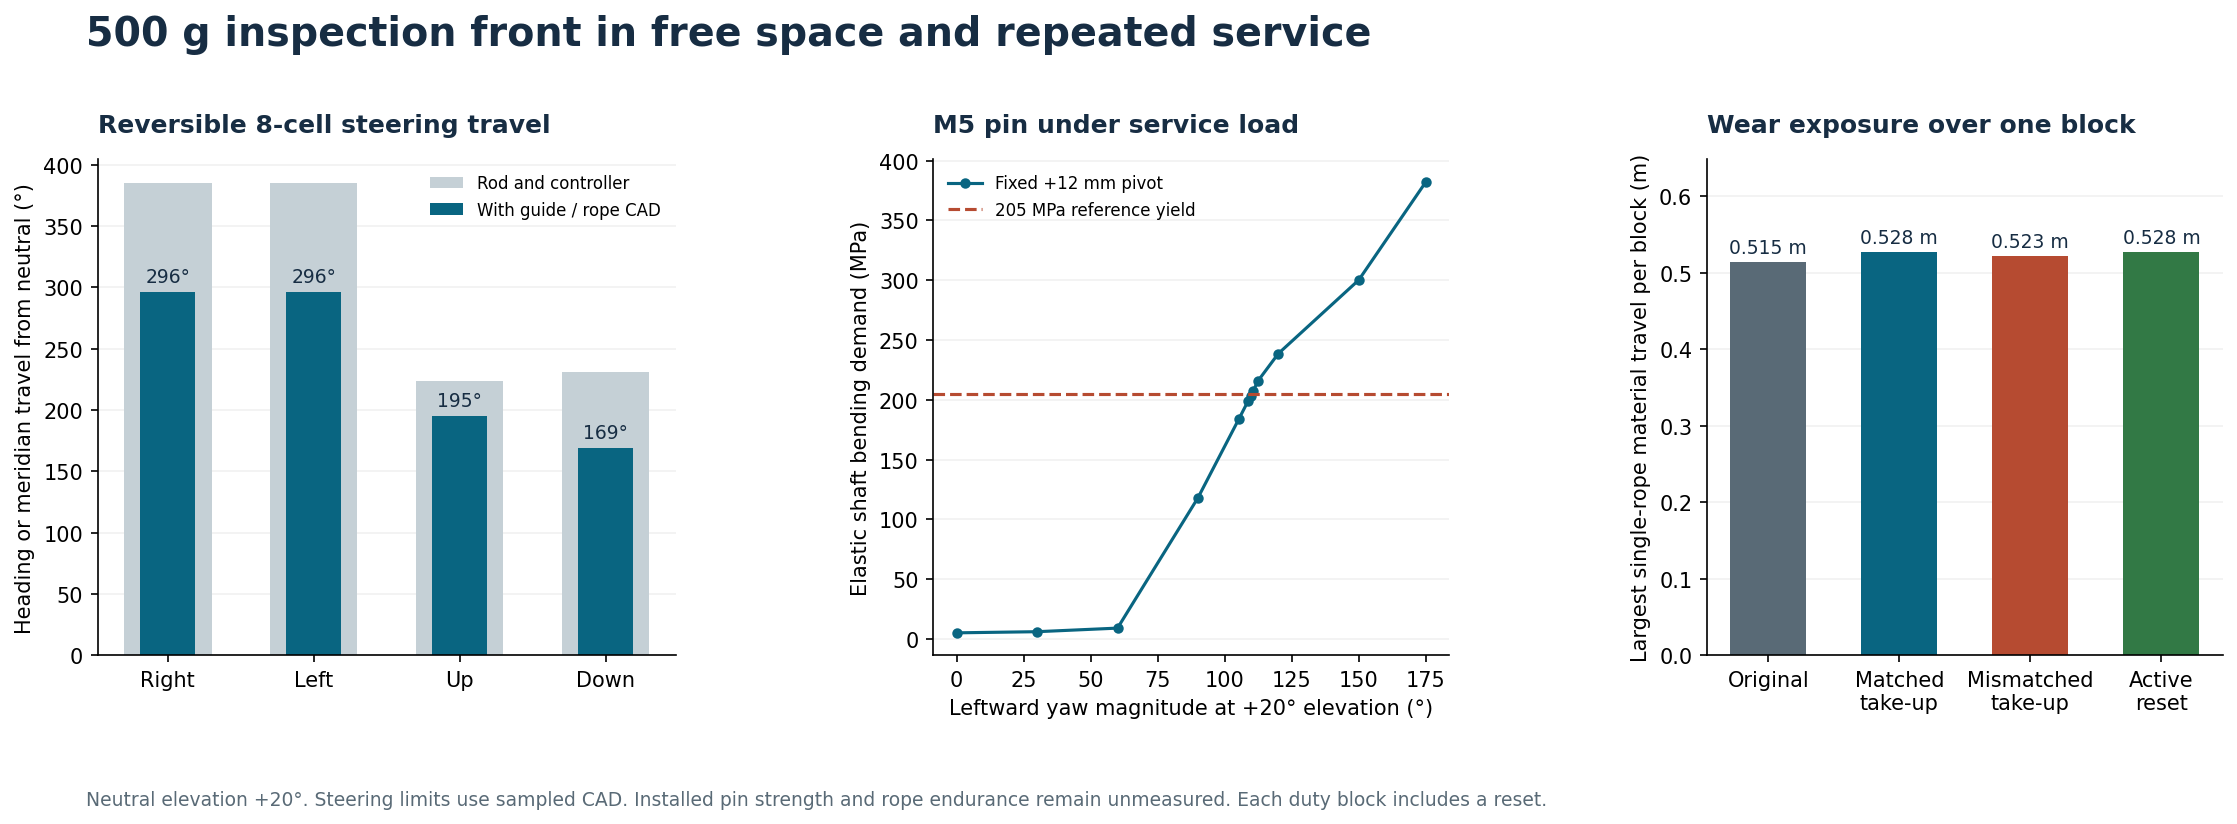 500 g inspection front in free space and repeated service
Reversible 8-cell steering travel
Heading or meridian travel from neutral (°)
400
350
300
250
200
150
100
50
0
Rod and controller
With guide / rope CAD
296°
296°
195°
169°
Right
Left
Up
Down
M5 pin under service load
Elastic shaft bending demand (MPa)
400
350
300
250
200
150
100
50
0
Fixed +12 mm pivot
205 MPa reference yield
0
25
50
75
100
125
150
175
Leftward yaw magnitude at +20° elevation (°)
Wear exposure over one block
Largest single-rope material travel per block (m)
0.6
0.5
0.4
0.3
0.2
0.1
0.0
0.515 m
0.528 m
0.523 m
0.528 m
Original
Matched
take-up
Mismatched
take-up
Active
reset
Neutral elevation +20°. Steering limits use sampled CAD. Installed pin strength and rope endurance remain unmeasured. Each duty block includes a reset.